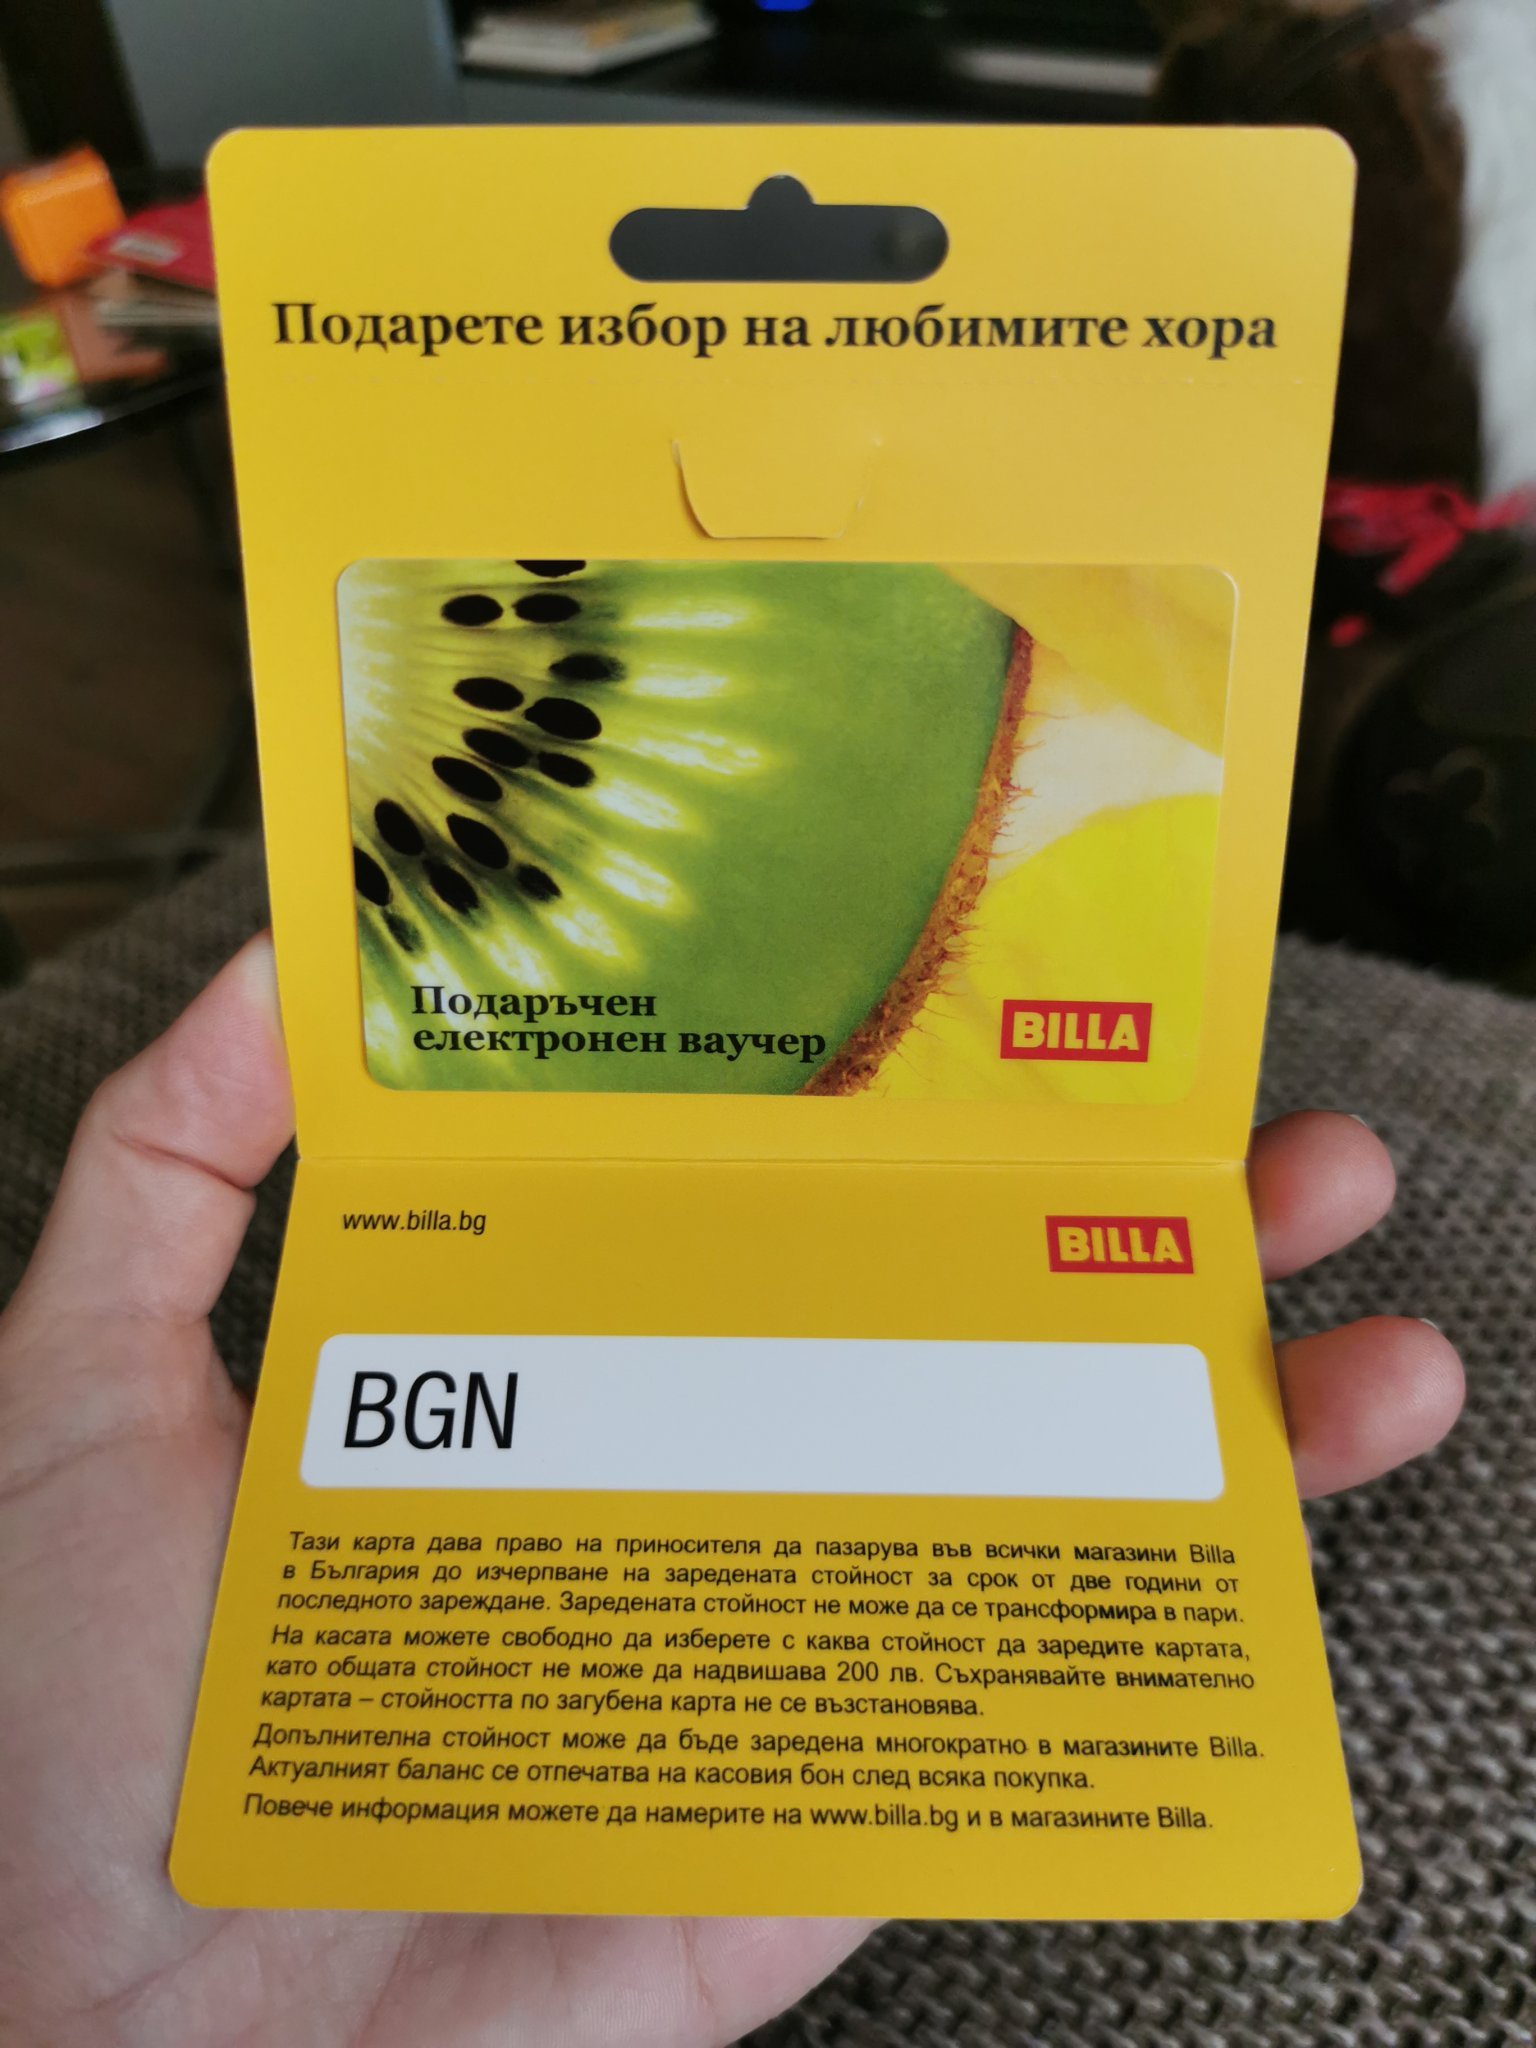 Подарете избор на любимите хора
Подаръчен
електронен ваучер
BILLA
www.billa.bg
BILLA
BGN
Тази карта дава право на приносителя да пазарува във всички магазини Billa
в България до изчерпване на заредената стойност за срок от две години от
последното зареждане. Заредената стойност не може да се трансформира в пари.
На касата можете свободно да изберете с каква стойност да заредите картата,
като общата стойност не може да надвишава 200 лв. Съхранявайте внимателно
картата – стойността по загубена карта не се възстановява.
Допълнителна стойност може да бъде заредена многократно в магазините Billa.
Актуалният баланс се отпечатва на касовия бон след всяка покупка.
Повече информация можете да намерите на www.billa.bg и в магазините Billa.